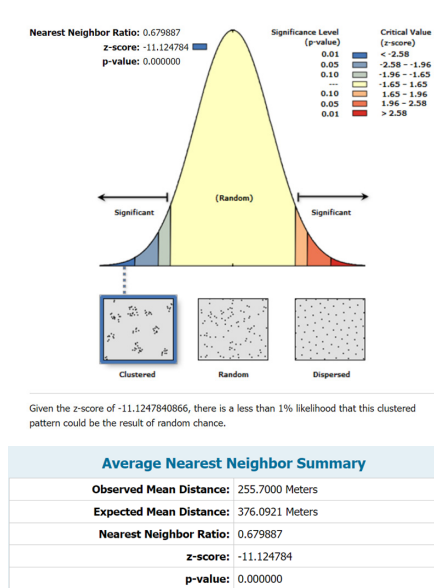 Nearest Neighbor Ratio: 0.679887
z-score: -11.124784
p-value: 0.000000
Significance Level
(p-value)
Critical Value
(z-score)
0.01 < -2.58
0.05 -2.58 - -1.96
0.10 -1.96 - -1.65
--- -1.65 - 1.65
0.10 1.65 - 1.96
0.05 1.96 - 2.58
0.01 > 2.58
Significant
(Random)
Significant
Clustered
Random
Dispersed
Given the z-score of -11.1247840866, there is a less than 1% likelihood that this clustered
pattern could be the result of random chance.
Average Nearest Neighbor Summary
Observed Mean Distance: 255.7000 Meters
Expected Mean Distance: 376.0921 Meters
Nearest Neighbor Ratio: 0.679887
z-score: -11.124784
p-value: 0.000000